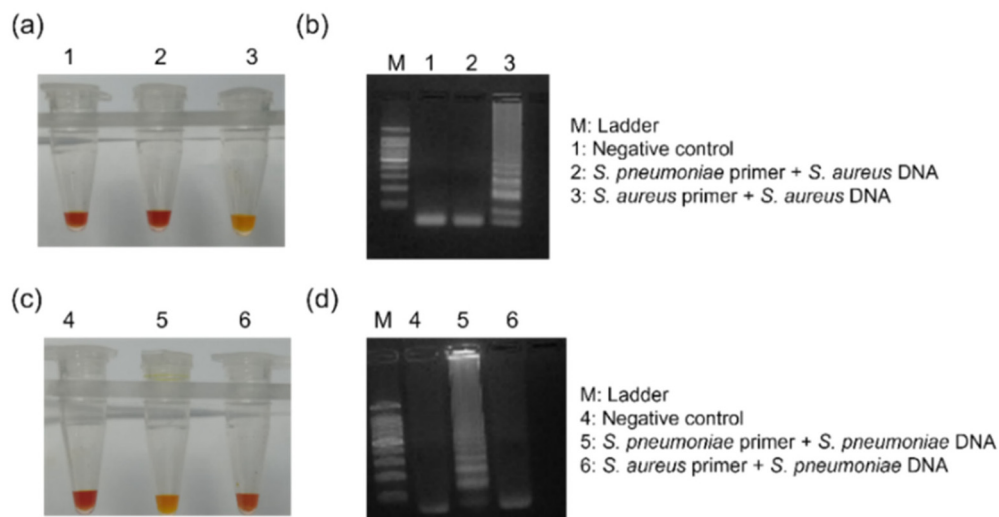 (a)
(b)
1 2 3
M 1 2 3
M: Ladder
1: Negative control
2: S. pneumoniae primer + S. aureus DNA
3: S. aureus primer + S. aureus DNA
(c)
(d)
4 5 6
M 4 5 6
M: Ladder
4: Negative control
5: S. pneumoniae primer + S. pneumoniae DNA
6: S. aureus primer + S. pneumoniae DNA